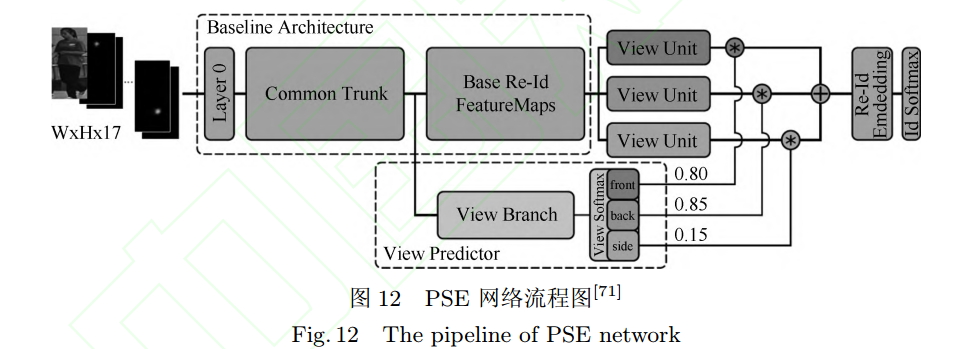 Baseline Architecture
WxHx17
Layer 0
Common Trunk
Base Re-Id
FeatureMaps
View Unit
View Unit
View Unit
*
*
*
+
Re-Id
Emdedding
Id Softmax
View Branch
View Softmax
front
back
side
0.80
0.85
0.15
View Predictor
图 12 PSE 网络流程图[71]
Fig. 12 The pipeline of PSE network